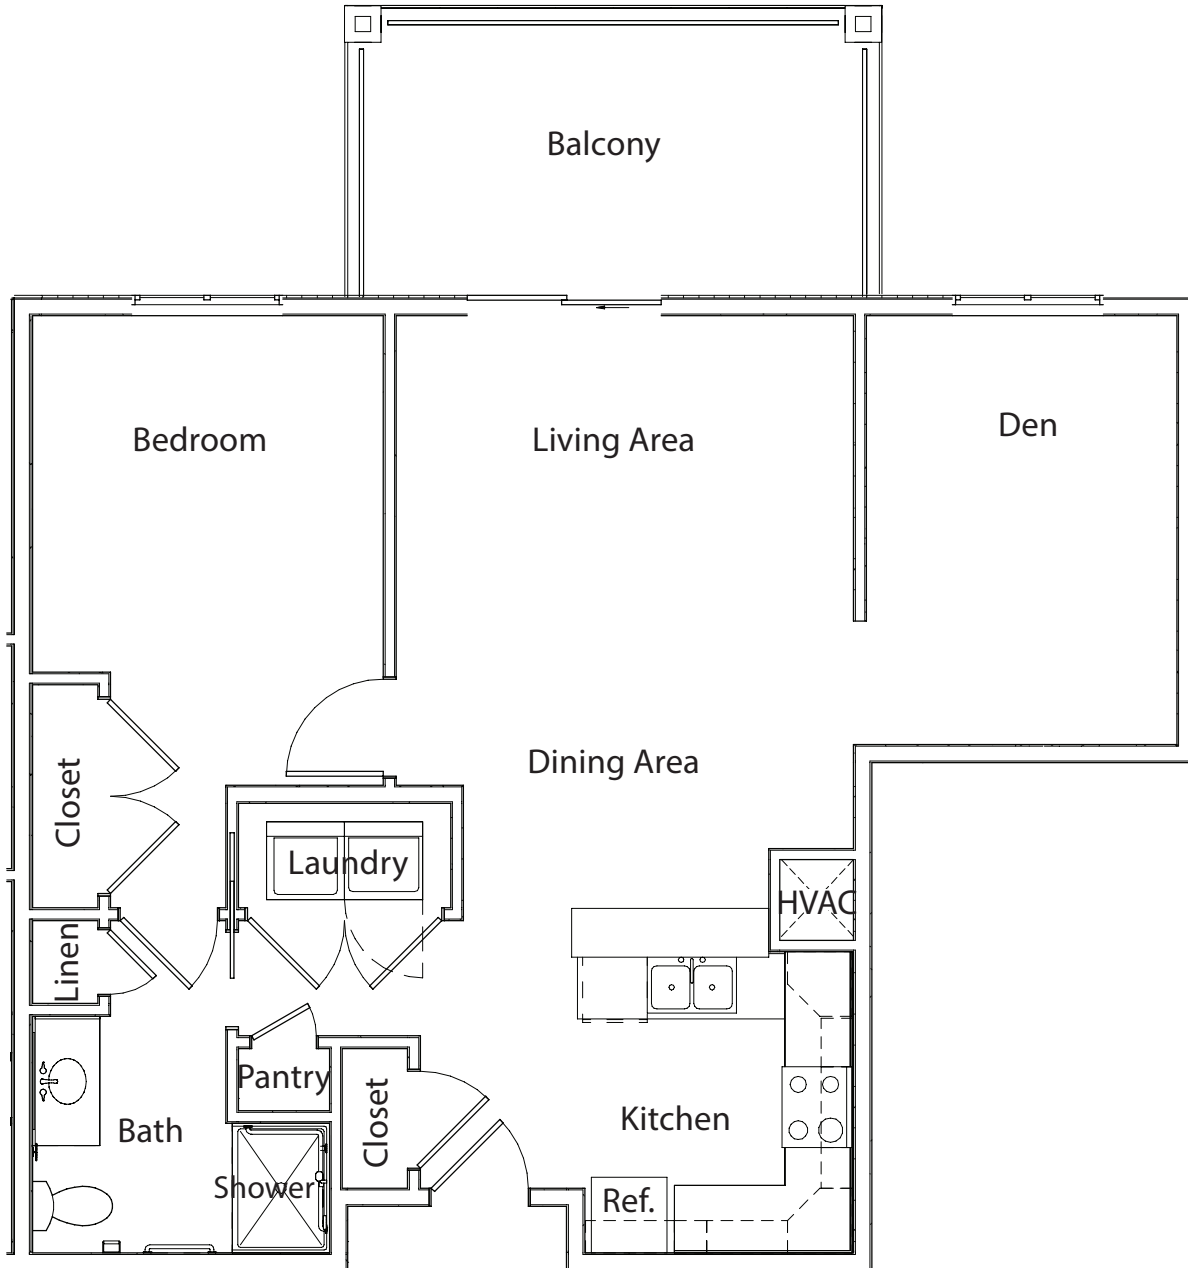 Balcony
Bedroom
Living Area
Den
Dining Area
Closet
Laundry
HVAC
Linen
Pantry
Closet
Kitchen
Bath
Shower
Ref.